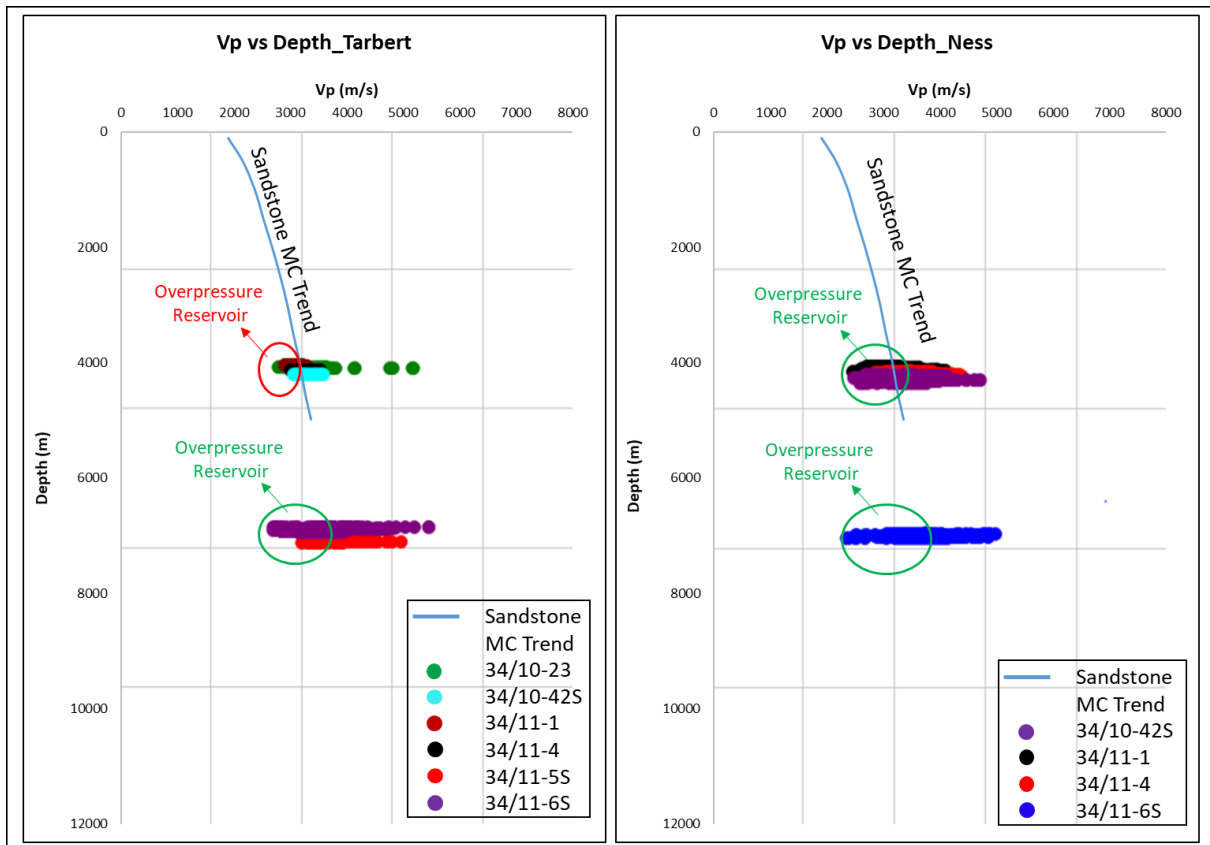 Vp vs Depth_Tarbert
Vp (m/s)
0 1000 2000 3000 4000 5000 6000 7000 8000
0
2000
4000
6000
8000
10000
12000
Depth (m)
Sandstone MC Trend
Overpressure
Reservoir
Overpressure
Reservoir
Sandstone
MC Trend
34/10-23
34/10-42S
34/11-1
34/11-4
34/11-5S
34/11-6S
Vp vs Depth_Ness
Vp (m/s)
0 1000 2000 3000 4000 5000 6000 7000 8000
0
2000
4000
6000
8000
10000
12000
Depth (m)
Sandstone MC Trend
Overpressure
Reservoir
Overpressure
Reservoir
Sandstone
MC Trend
34/10-42S
34/11-1
34/11-4
34/11-6S